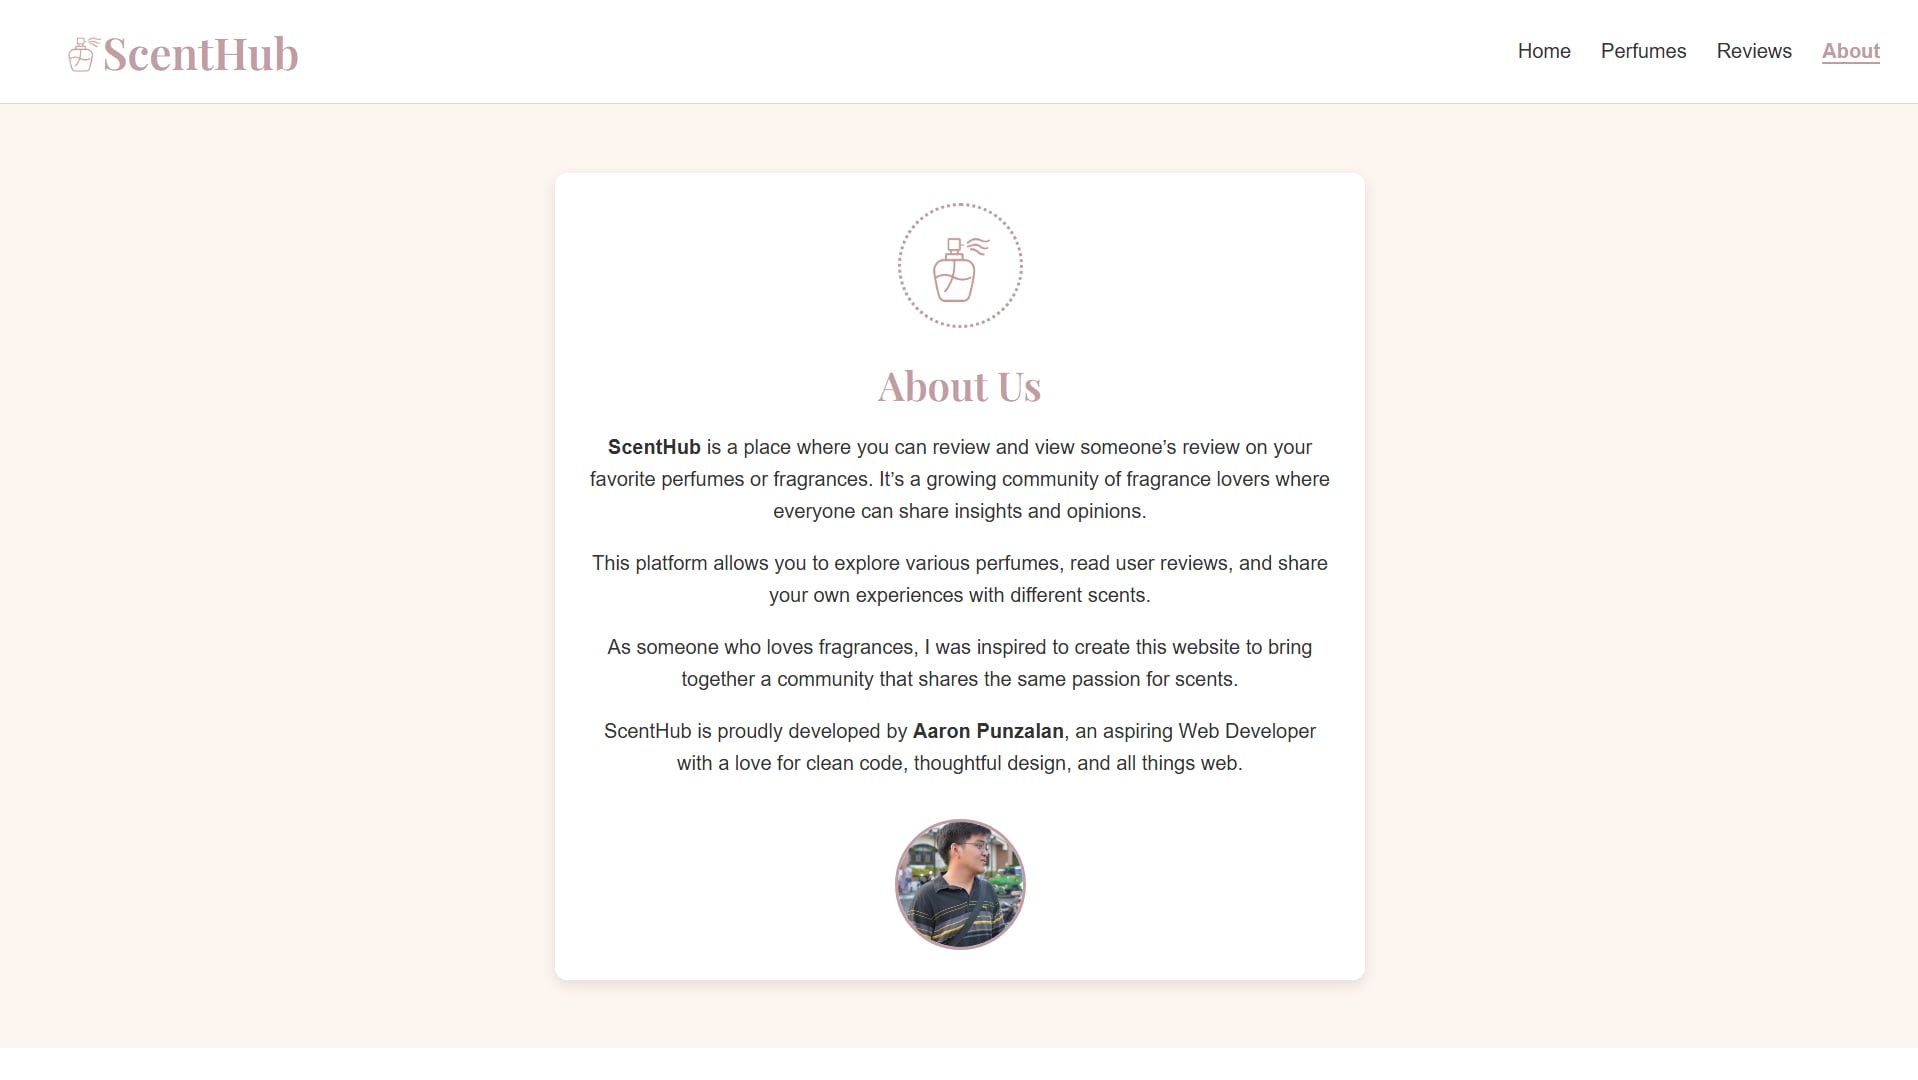 ScentHub
Home
Perfumes
Reviews
About
About Us
ScentHub is a place where you can review and view someone’s review on your
favorite perfumes or fragrances. It’s a growing community of fragrance lovers where
everyone can share insights and opinions.
This platform allows you to explore various perfumes, read user reviews, and share
your own experiences with different scents.
As someone who loves fragrances, I was inspired to create this website to bring
together a community that shares the same passion for scents.
ScentHub is proudly developed by Aaron Punzalan, an aspiring Web Developer
with a love for clean code, thoughtful design, and all things web.